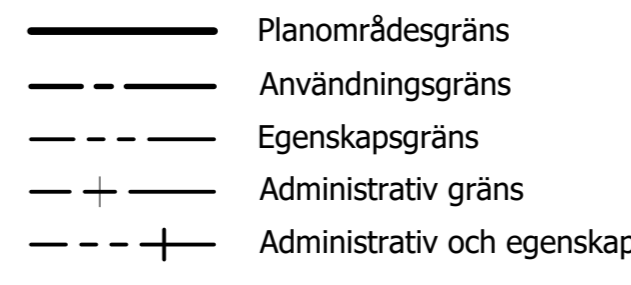 Planområdesgräns
Användningsgräns
Egenskapsgräns
Administrativ gräns
Administrativ och egenskap